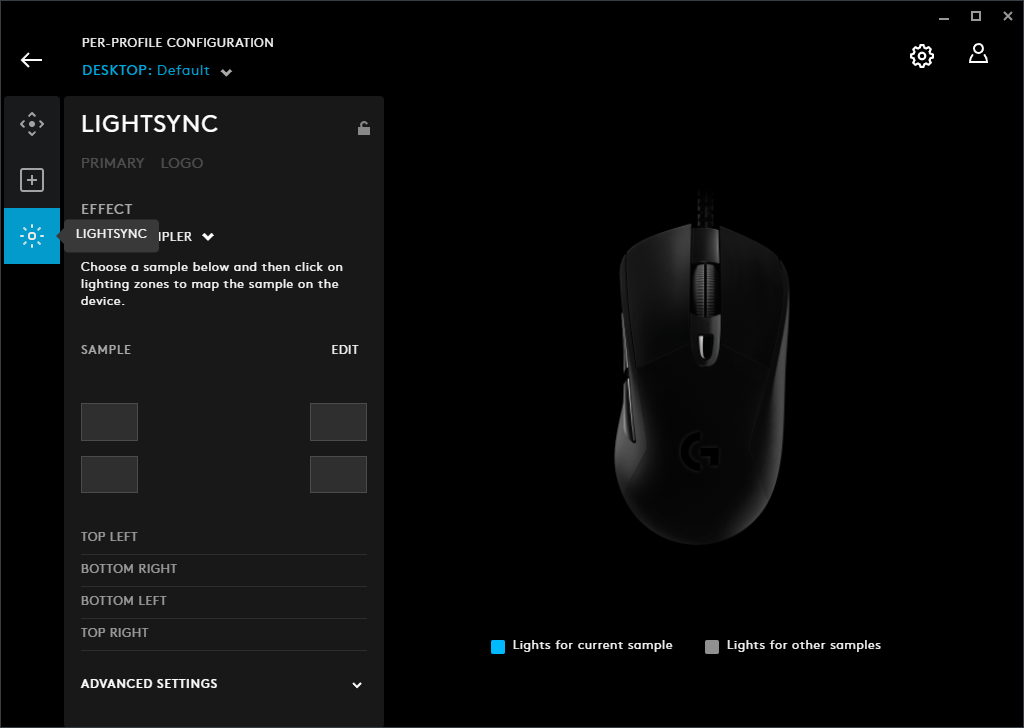 PER-PROFILE CONFIGURATION
DESKTOP: Default
LIGHTSYNC
PRIMARY LOGO
EFFECT
LIGHTSYNC
Choose a sample below and then click on
lighting zones to map the sample on the
device.
SAMPLE EDIT
TOP LEFT
BOTTOM RIGHT
BOTTOM LEFT
TOP RIGHT
ADVANCED SETTINGS
Lights for current sample
Lights for other samples